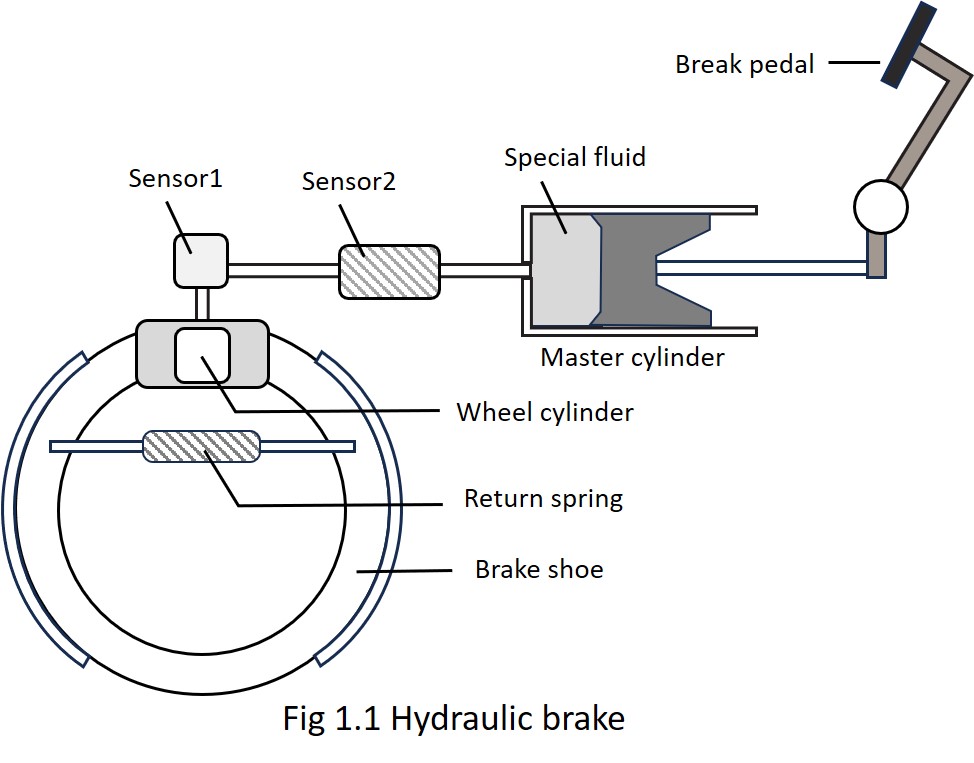 Break pedal
Special fluid
Sensor1
Sensor2
Master cylinder
Wheel cylinder
Return spring
Brake shoe
Fig 1.1 Hydraulic brake